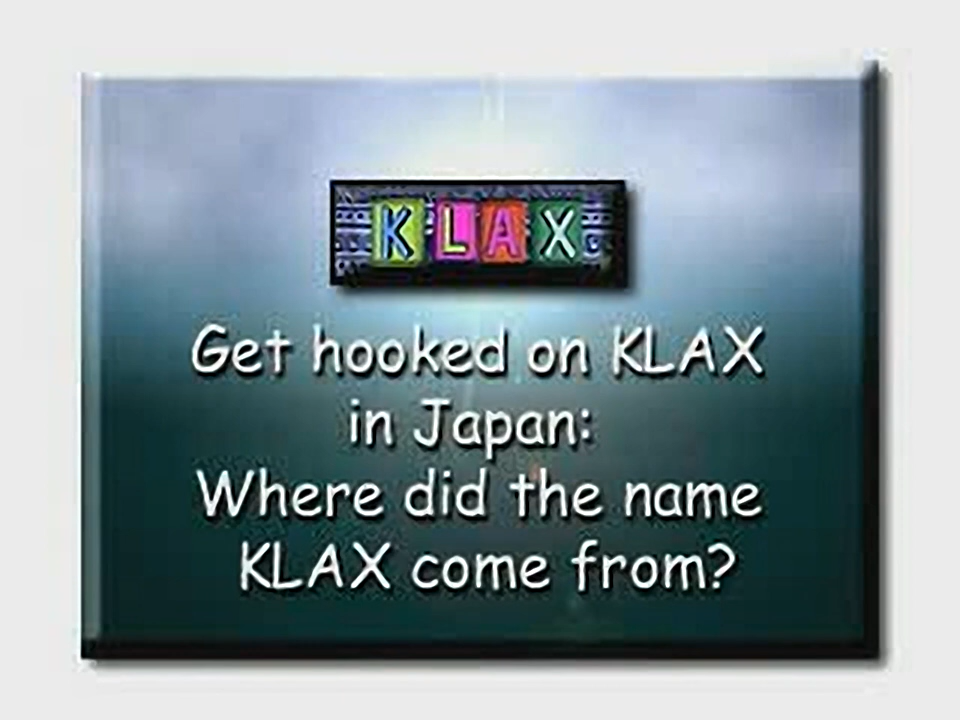 KLAX
Get hooked on KLAX
in Japan:
Where did the name
KLAX come from?